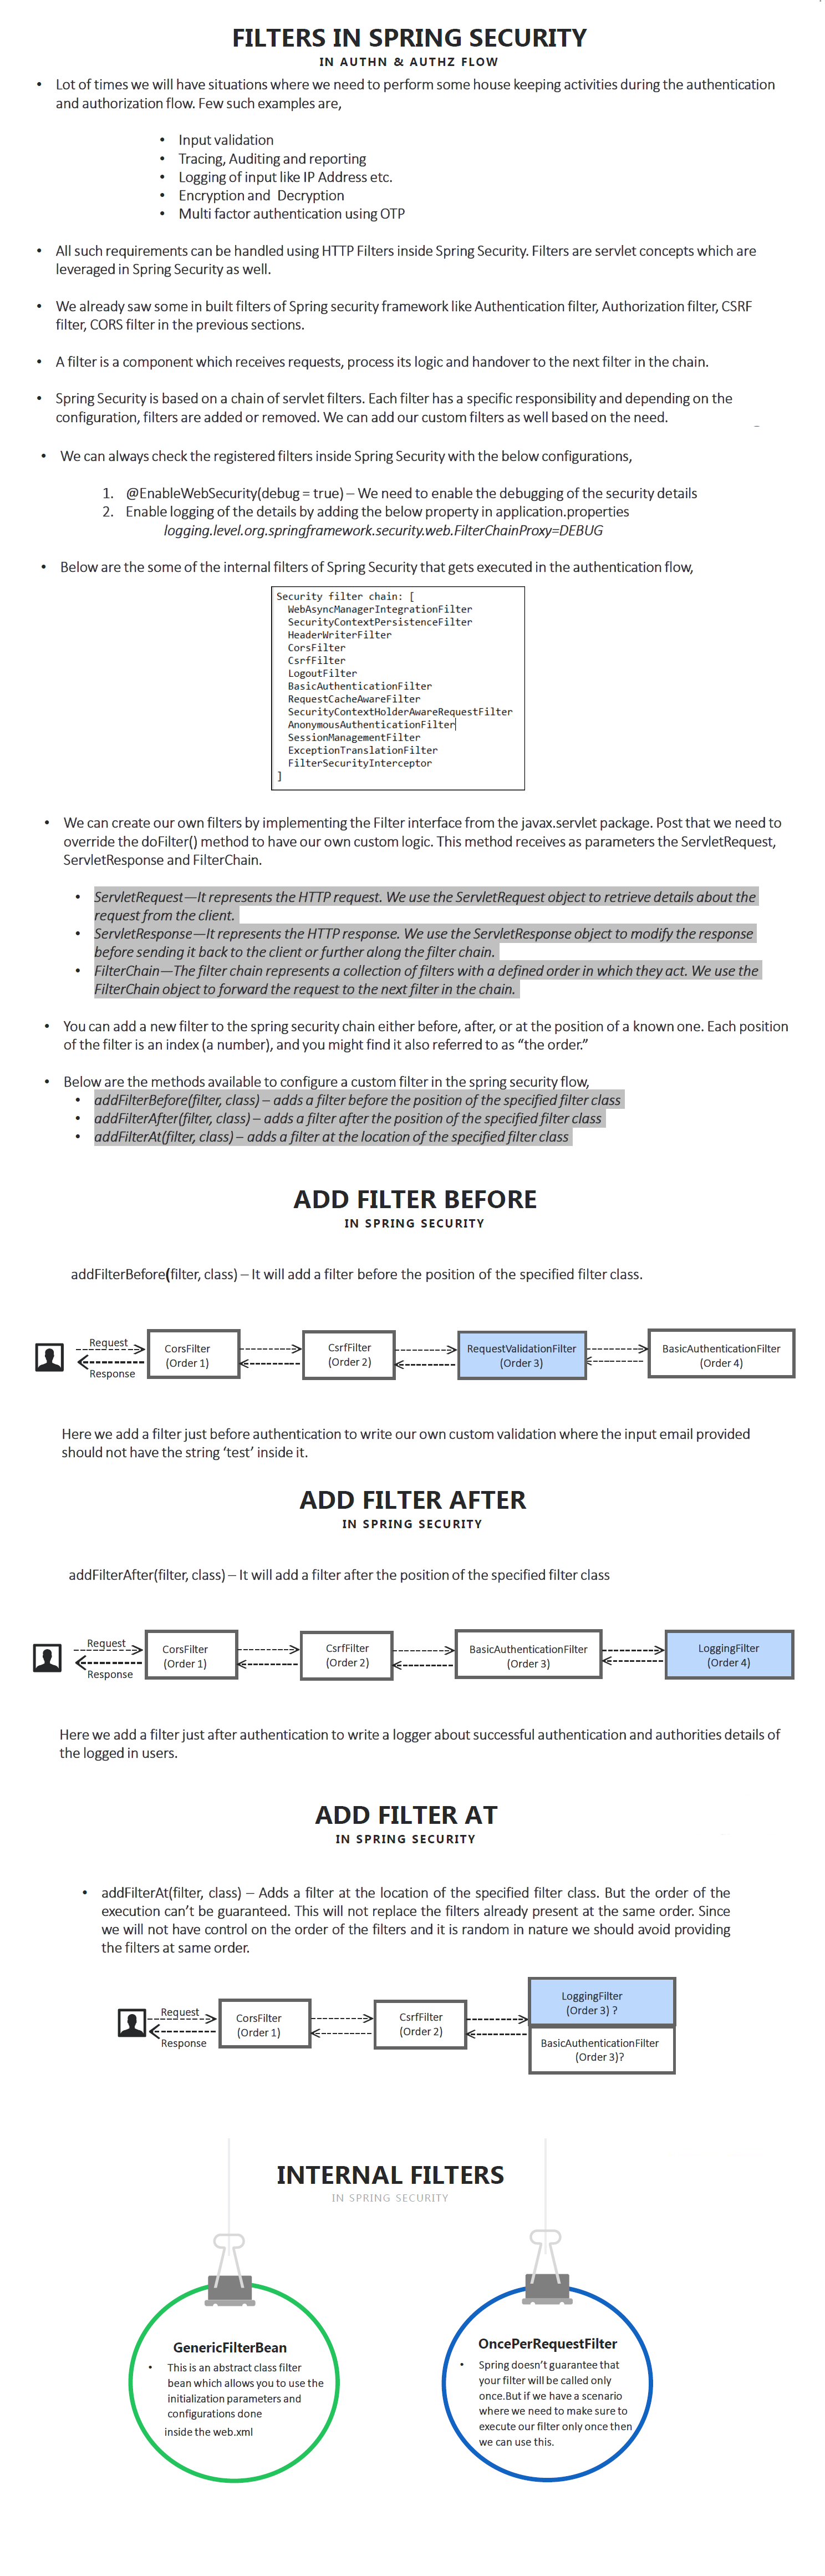 FILTERS IN SPRING SECURITY
IN AUTHN & AUTHZ FLOW
• Lot of times we will have situations where we need to perform some house keeping activities during the authentication
and authorization flow. Few such examples are,
• Input validation
• Tracing, Auditing and reporting
• Logging of input like IP Address etc.
• Encryption and  Decryption
• Multi factor authentication using OTP
• All such requirements can be handled using HTTP Filters inside Spring Security. Filters are servlet concepts which are
leveraged in Spring Security as well.
• We already saw some in built filters of Spring security framework like Authentication filter, Authorization filter, CSRF
filter, CORS filter in the previous sections.
• A filter is a component which receives requests, process its logic and handover to the next filter in the chain.
• Spring Security is based on a chain of servlet filters. Each filter has a specific responsibility and depending on the
configuration, filters are added or removed. We can add our custom filters as well based on the need.
• We can always check the registered filters inside Spring Security with the below configurations,
1. @EnableWebSecurity(debug = true) – We need to enable the debugging of the security details
2. Enable logging of the details by adding the below property in application.properties
logging.level.org.springframework.security.web.FilterChainProxy=DEBUG
• Below are the some of the internal filters of Spring Security that gets executed in the authentication flow,
Security filter chain: [
WebAsyncManagerIntegrationFilter
SecurityContextPersistenceFilter
HeaderWriterFilter
CorsFilter
CsrfFilter
LogoutFilter
BasicAuthenticationFilter
RequestCacheAwareFilter
SecurityContextHolderAwareRequestFilter
AnonymousAuthenticationFilter
SessionManagementFilter
ExceptionTranslationFilter
FilterSecurityInterceptor
]
• We can create our own filters by implementing the Filter interface from the javax.servlet package. Post that we need to
override the doFilter() method to have our own custom logic. This method receives as parameters the ServletRequest,
ServletResponse and FilterChain.
• ServletRequest—It represents the HTTP request. We use the ServletRequest object to retrieve details about the
request from the client.
• ServletResponse—It represents the HTTP response. We use the ServletResponse object to modify the response
before sending it back to the client or further along the filter chain.
• FilterChain—The filter chain represents a collection of filters with a defined order in which they act. We use the
FilterChain object to forward the request to the next filter in the chain.
• You can add a new filter to the spring security chain either before, after, or at the position of a known one. Each position
of the filter is an index (a number), and you might find it also referred to as “the order.”
• Below are the methods available to configure a custom filter in the spring security flow,
• addFilterBefore(filter, class) – adds a filter before the position of the specified filter class
• addFilterAfter(filter, class) – adds a filter after the position of the specified filter class
• addFilterAt(filter, class) – adds a filter at the location of the specified filter class
ADD FILTER BEFORE
IN SPRING SECURITY
addFilterBefore(filter, class) – It will add a filter before the position of the specified filter class.
Request
Response
CorsFilter
(Order 1)
CsrfFilter
(Order 2)
RequestValidationFilter
(Order 3)
BasicAuthenticationFilter
(Order 4)
Here we add a filter just before authentication to write our own custom validation where the input email provided
should not have the string ‘test’ inside it.
ADD FILTER AFTER
IN SPRING SECURITY
addFilterAfter(filter, class) – It will add a filter after the position of the specified filter class
Request
Response
CorsFilter
(Order 1)
CsrfFilter
(Order 2)
BasicAuthenticationFilter
(Order 3)
LoggingFilter
(Order 4)
Here we add a filter just after authentication to write a logger about successful authentication and authorities details of
the logged in users.
ADD FILTER AT
IN SPRING SECURITY
• addFilterAt(filter, class) – Adds a filter at the location of the specified filter class. But the order of the
execution can’t be guaranteed. This will not replace the filters already present at the same order. Since
we will not have control on the order of the filters and it is random in nature we should avoid providing
the filters at same order.
Request
Response
CorsFilter
(Order 1)
CsrfFilter
(Order 2)
LoggingFilter
(Order 3) ?
BasicAuthenticationFilter
(Order 3)?
INTERNAL FILTERS
IN SPRING SECURITY
GenericFilterBean
• This is an abstract class filter
bean which allows you to use the
initialization parameters and
configurations done
inside the web.xml
OncePerRequestFilter
• Spring doesn’t guarantee that
your filter will be called only
once.But if we have a scenario
where we need to make sure to
execute our filter only once then
we can use this.